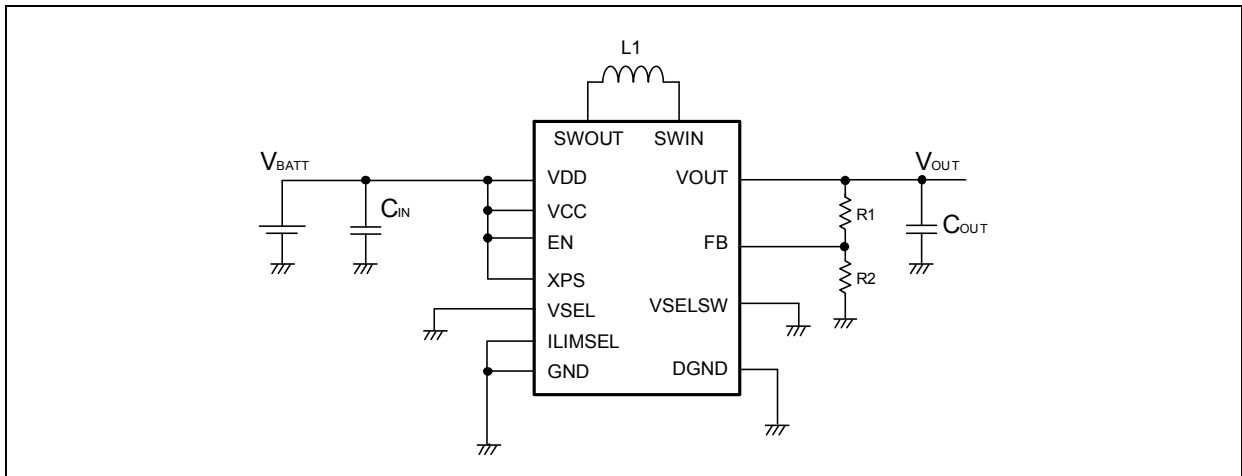 L1
SWOUT SWIN
VBATT
VOUT
VDD
VOUT
CIN
VCC
R1
COUT
EN
FB
XPS
R2
VSEL
VSELSW
ILIMSEL
GND
DGND